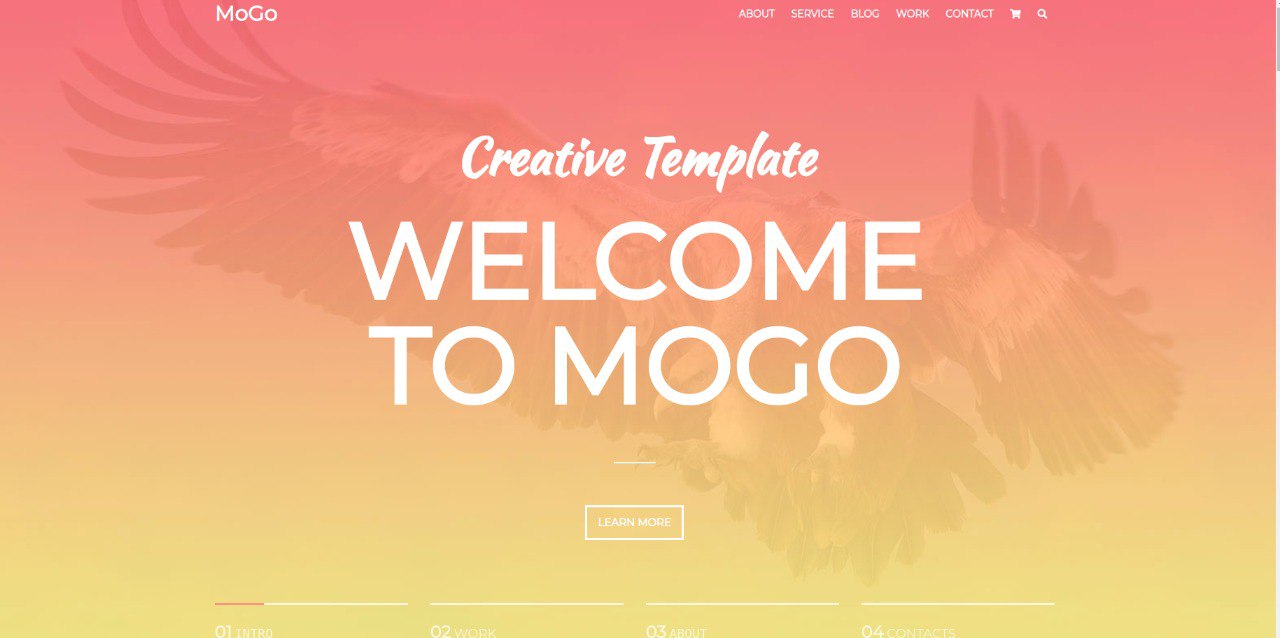 MoGo
ABOUT SERVICE BLOG WORK CONTACT
Creative Template
WELCOME
TO MOGO
LEARN MORE
01 INTRO 02 WORK 03 ABOUT 04 CONTACTS